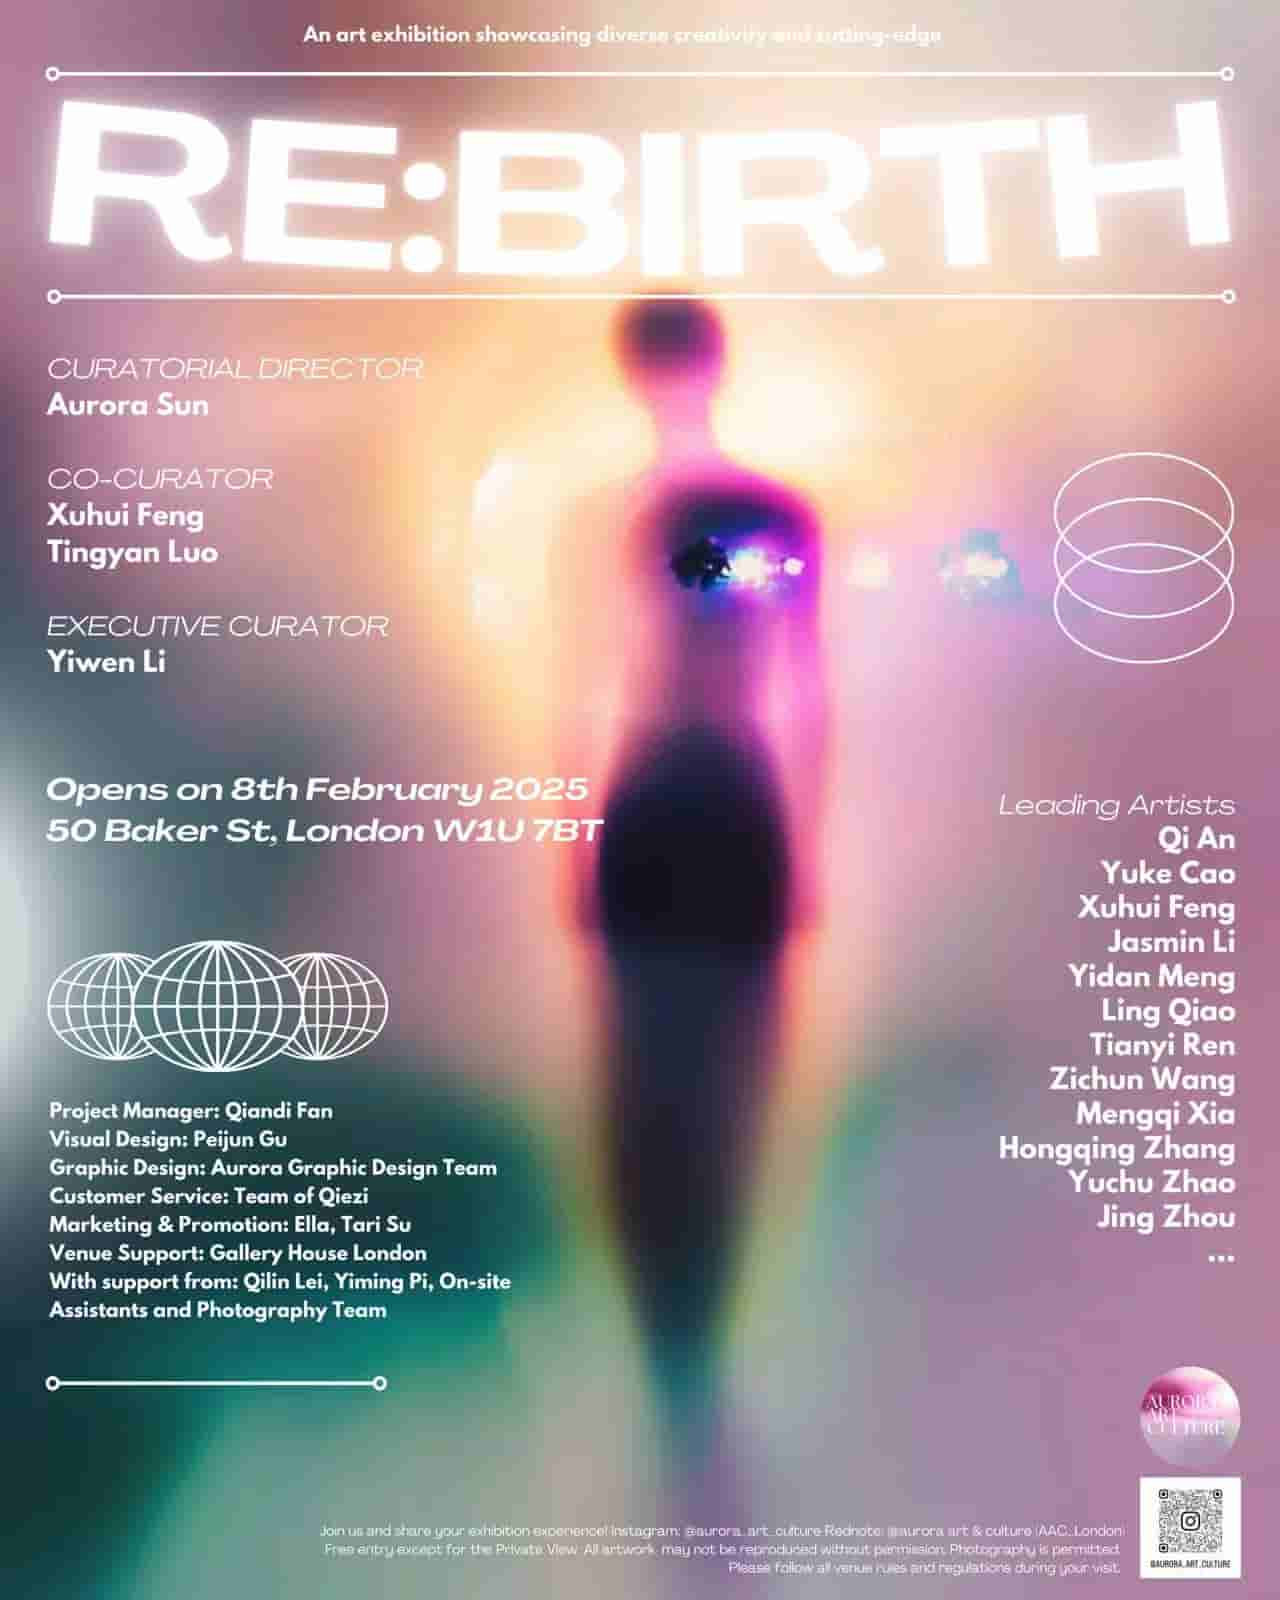 An art exhibition showcasing diverse creativity and cutting-edge
RE:BIRTH
CURATORIAL DIRECTOR
Aurora Sun
CO-CURATOR
Xuhui Feng
Tingyan Luo
EXECUTIVE CURATOR
Yiwen Li
Opens on 8th February 2025
50 Baker St, London W1U 7BT
Leading Artists
Qi An
Yuke Cao
Xuhui Feng
Jasmin Li
Yidan Meng
Ling Qiao
Tianyi Ren
Zichun Wang
Mengqi Xia
Hongqing Zhang
Yuchu Zhao
Jing Zhou
...
Project Manager: Qiandi Fan
Visual Design: Peijun Gu
Graphic Design: Aurora Graphic Design Team
Customer Service: Team of Qiezi
Marketing & Promotion: Ella, Tari Su
Venue Support: Gallery House London
With support from: Qilin Lei, Yiming Pi, On-site
Assistants and Photography Team
AURORA
ART
CULTURE
Join us and share your exhibition experience! Instagram: @aurora_art_culture Rednote: @aurora art & culture (AAC_London)
Free entry except for the Private View. All artwork may not be reproduced without permission. Photography is permitted.
Please follow all venue rules and regulations during your visit.
@AURORA_ART_CULTURE